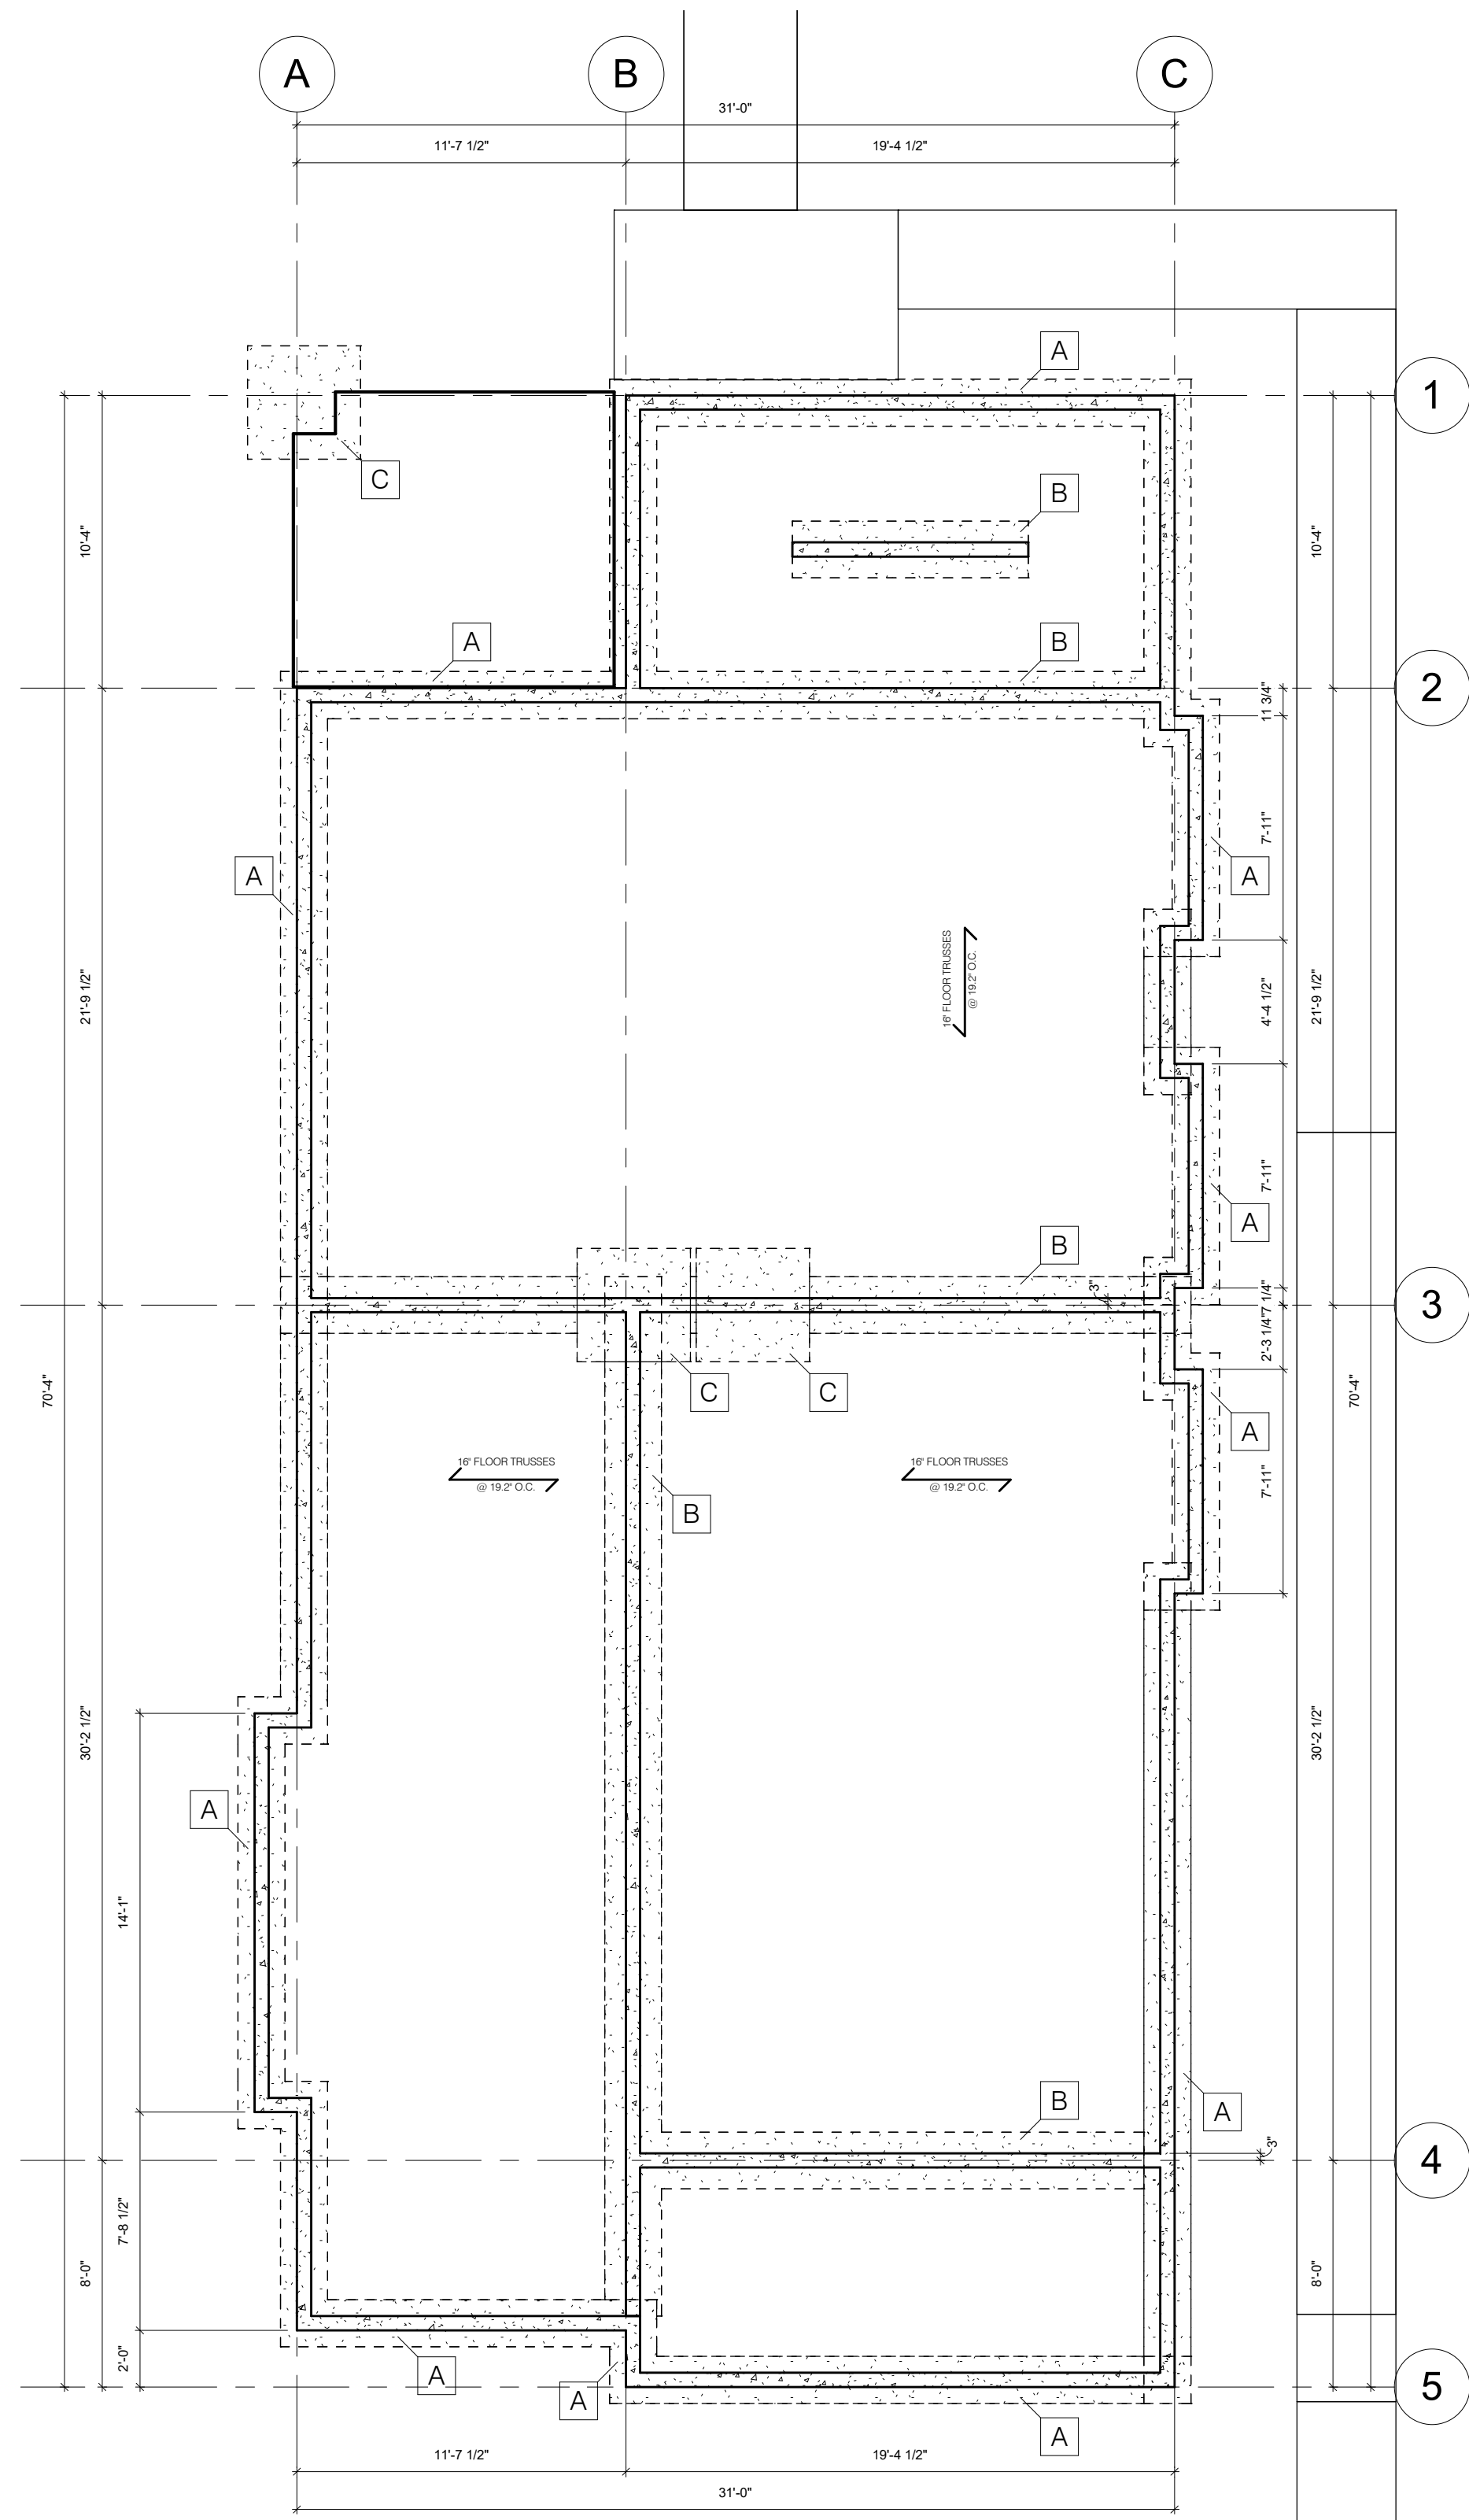 A
B
C
31'-0"
11'-7 1/2"
19'-4 1/2"
A
1
C
B
10'-4"
10'-4"
A
B
2
11 3/4"
7'-11"
A
A
16" FLOOR TRUSSES
@ 19.2" O.C.
4'-4 1/2"
21'-9 1/2"
21'-9 1/2"
7'-11"
A
B
3"
7 1/4"
3
2'-3 1/4"
70'-4"
70'-4"
C
C
A
16" FLOOR TRUSSES
@ 19.2" O.C.
16" FLOOR TRUSSES
@ 19.2" O.C.
7'-11"
B
30'-2 1/2"
30'-2 1/2"
A
14'-1"
B
A
3"
4
7'-8 1/2"
8'-0"
8'-0"
2'-0"
A
A
5
A
11'-7 1/2"
19'-4 1/2"
31'-0"